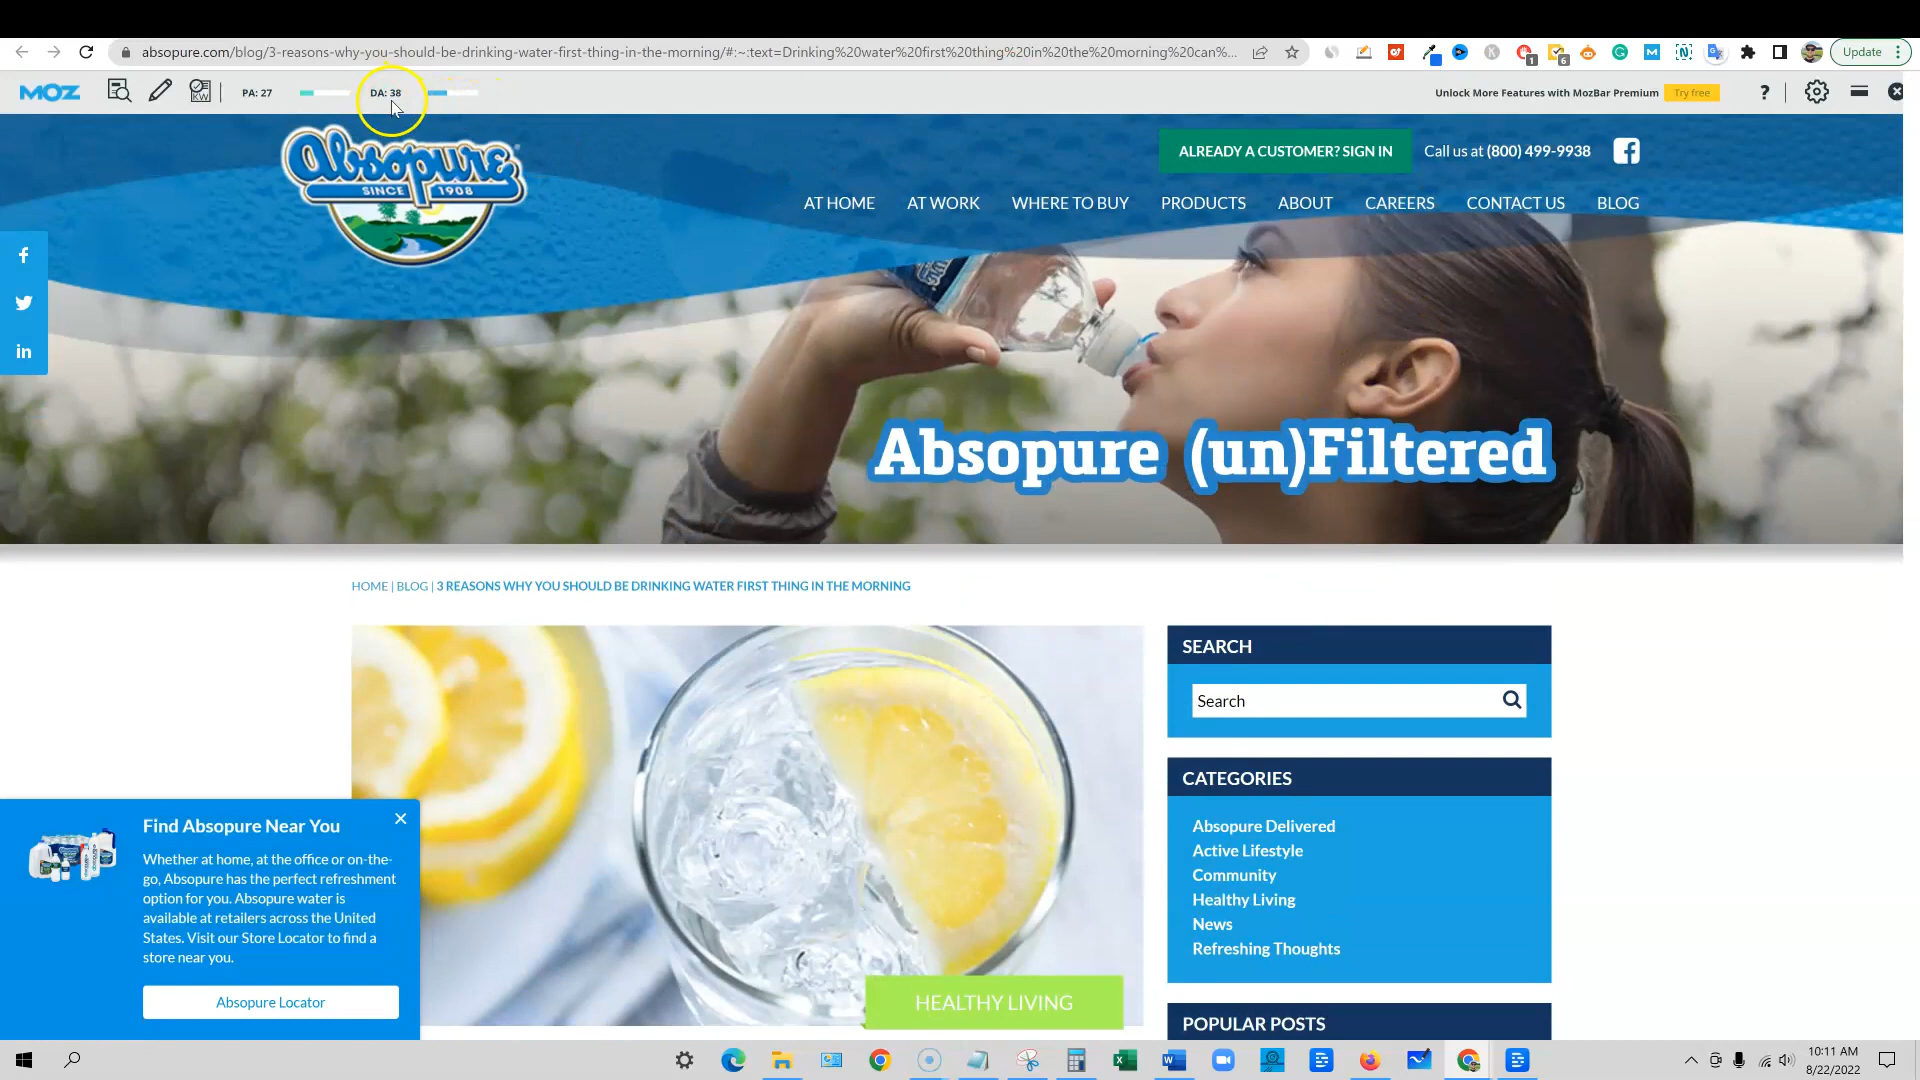 absopure.com/blog/3-reasons-why-you-should-be-drinking-water-first-thing-in-the-morning/#:~:text=Drinking%20water%20first%20thing%20in%20the%20morning%20can%...
1
6
Update
MOZ
KW
PA: 27
DA: 38
Unlock More Features with MozBar Premium
Try free
?
Absopure
SINCE 1908
ALREADY A CUSTOMER? SIGN IN
Call us at (800) 499-9938
AT HOME
AT WORK
WHERE TO BUY
PRODUCTS
ABOUT
CAREERS
CONTACT US
BLOG
Absopure (un)Filtered
HOME | BLOG | 3 REASONS WHY YOU SHOULD BE DRINKING WATER FIRST THING IN THE MORNING
HEALTHY LIVING
SEARCH
Search
CATEGORIES
Absopure Delivered
Active Lifestyle
Community
Healthy Living
News
Refreshing Thoughts
POPULAR POSTS
Find Absopure Near You
Whether at home, at the office or on-the-
go, Absopure has the perfect refreshment
option for you. Absopure water is
available at retailers across the United
States. Visit our Store Locator to find a
store near you.
Absopure Locator
10:11 AM
8/22/2022